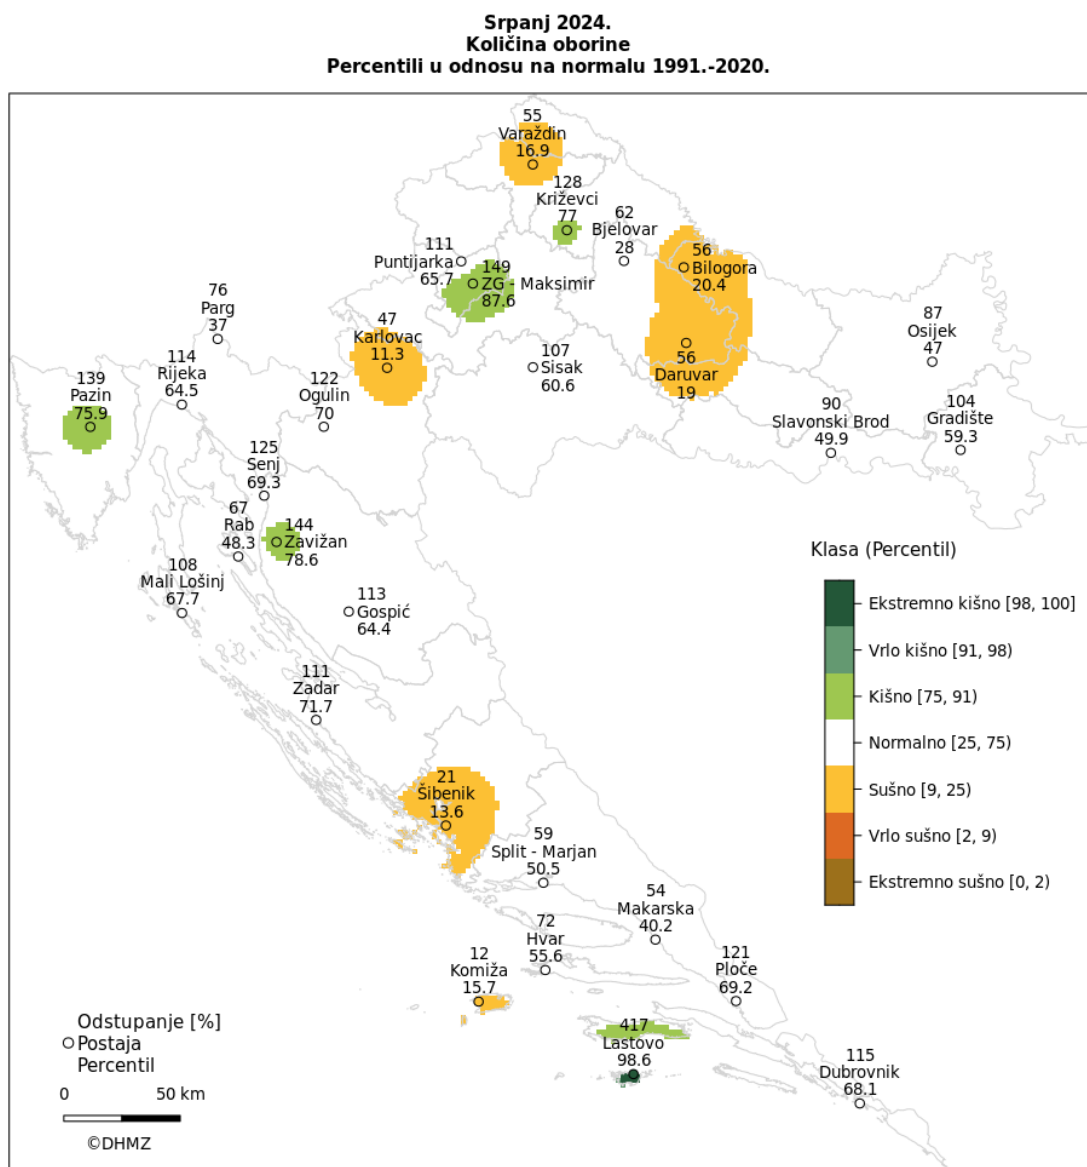 Srpanj 2024.
Količina oborine
Percentili u odnosu na normalu 1991.-2020.
55
Varaždin
16.9
128
Križevci
77
62
Bjelovar
28
111
Puntijarka
65.7
149
ZG - Maksimir
87.6
56
Bilogora
20.4
76
Parg
37
47
Karlovac
11.3
87
Osijek
47
114
Rijeka
64.5
107
Sisak
60.6
56
Daruvar
19
139
Pazin
75.9
122
Ogulin
70
90
Slavonski Brod
49.9
104
Gradište
59.3
125
Senj
69.3
67
Rab
48.3
144
Zavižan
78.6
108
Mali Lošinj
67.7
113
Gospić
64.4
111
Zadar
71.7
Klasa (Percentil)
Ekstremno kišno [98, 100]
Vrlo kišno [91, 98)
Kišno [75, 91)
Normalno [25, 75)
Sušno [9, 25)
Vrlo sušno [2, 9)
Ekstremno sušno [0, 2)
21
Šibenik
13.6
59
Split - Marjan
50.5
54
Makarska
40.2
72
Hvar
55.6
12
Komiža
15.7
121
Ploče
69.2
417
Lastovo
98.6
115
Dubrovnik
68.1
Odstupanje [%]
Postaja
Percentil
0 50 km
©DHMZ